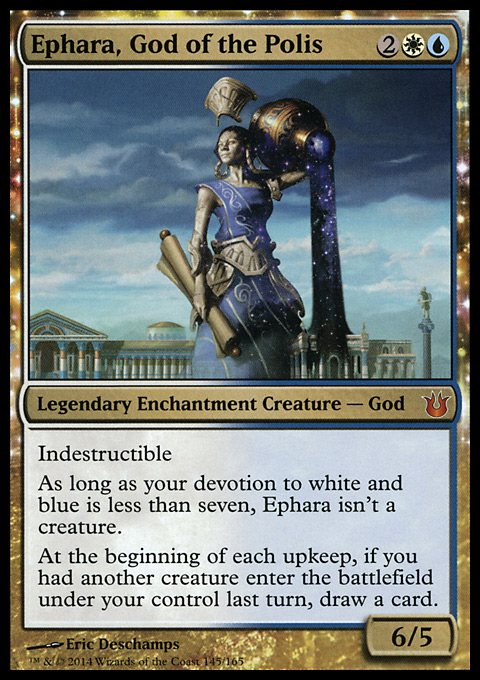 Ephara, God of the Polis 2
Legendary Enchantment Creature — God
Indestructible
As long as your devotion to white and
blue is less than seven, Ephara isn't a
creature.
At the beginning of each upkeep, if you
had another creature enter the battlefield
under your control last turn, draw a card.
6/5
Eric Deschamps
™ & © 2014 Wizards of the Coast 145/165